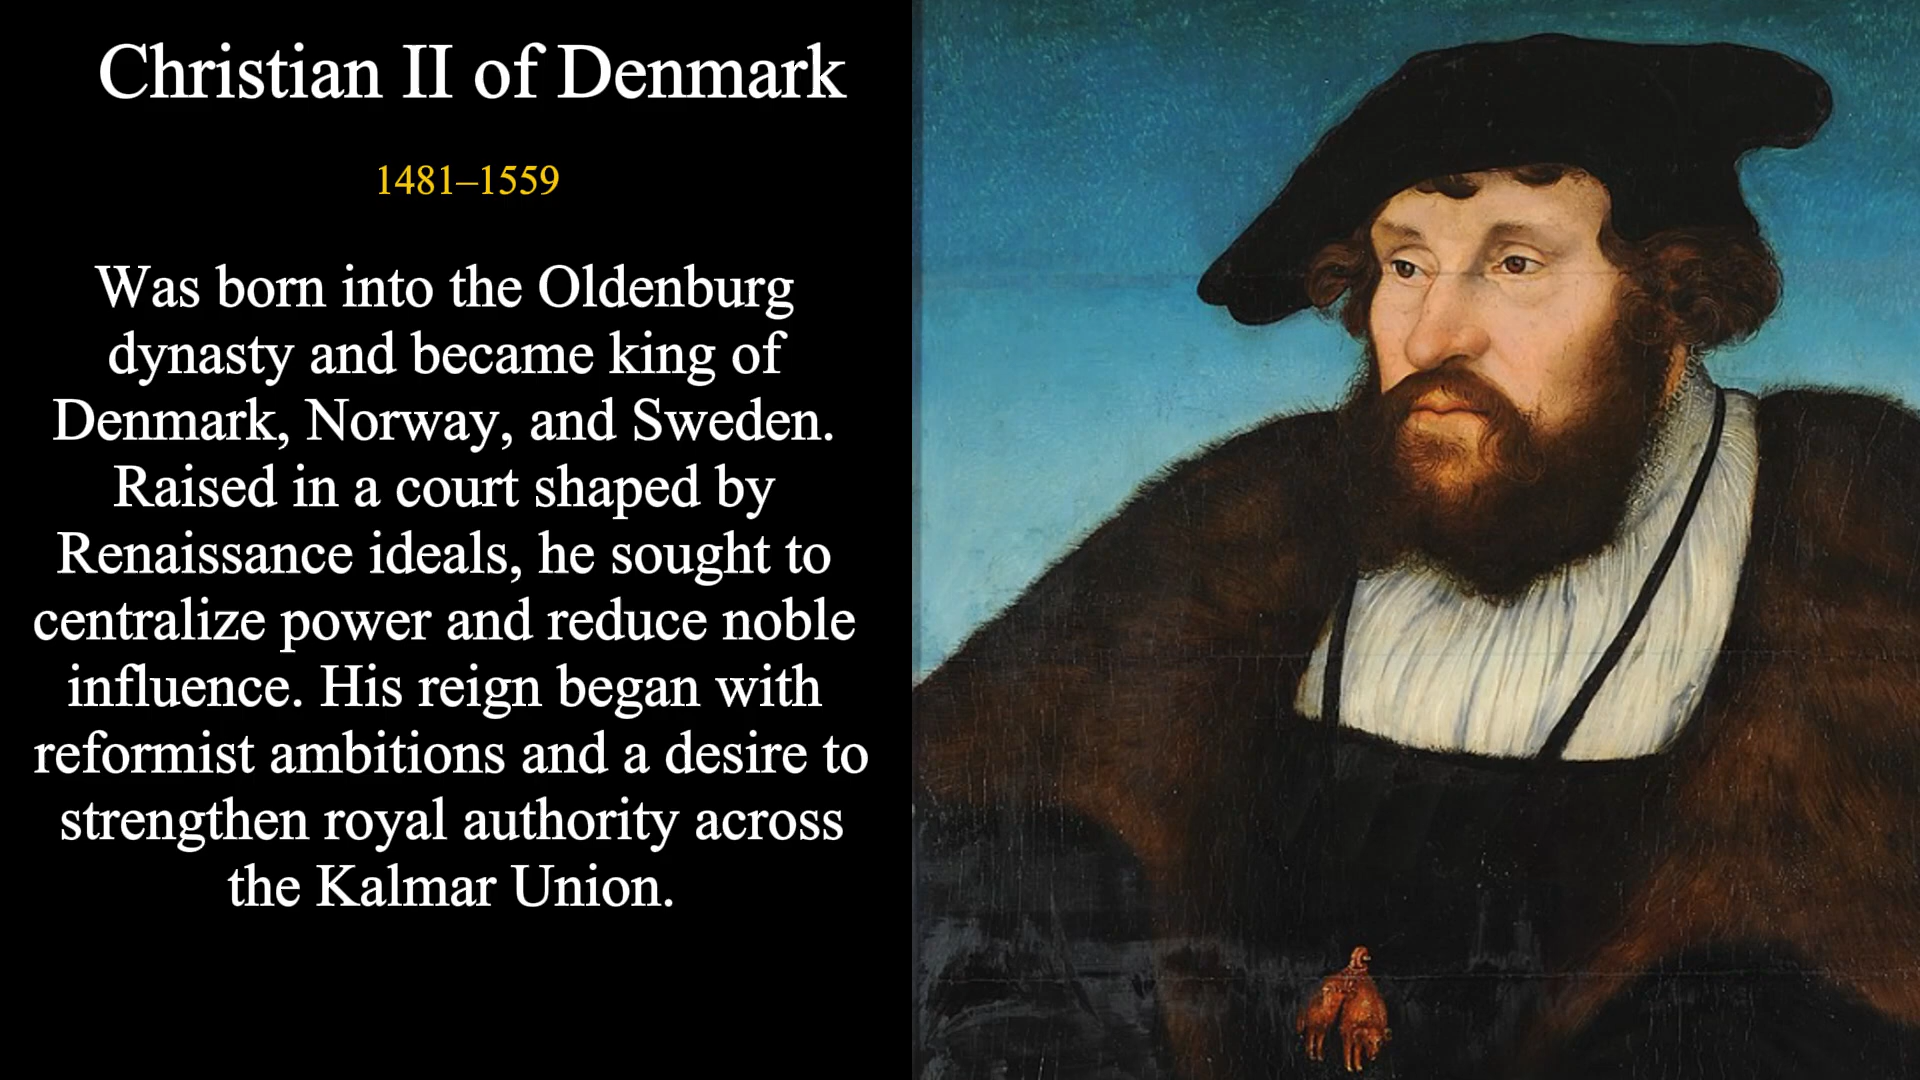 Christian II of Denmark
1481–1559
Was born into the Oldenburg
dynasty and became king of
Denmark, Norway, and Sweden.
Raised in a court shaped by
Renaissance ideals, he sought to
centralize power and reduce noble
influence. His reign began with
reformist ambitions and a desire to
strengthen royal authority across
the Kalmar Union.